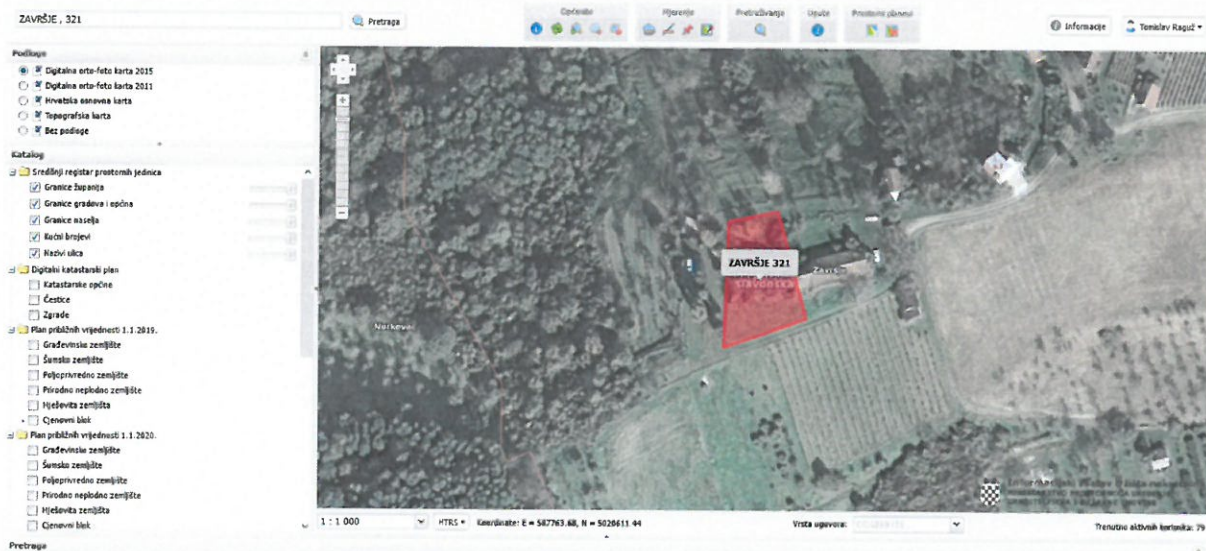 ZAVRŠJE , 321
Pretraga
Općenito
Mjerenje
Pretraživanje
Upute
Prostorni planovi
Informacije
Tomislav Raguž
Podloge
Digitalna orto-foto karta 2015
Digitalna orto-foto karta 2011
Hrvatska osnovna karta
Topografska karta
Bez podloge
Katalog
Središnji registar prostornih jedinica
Granice županija
Granice gradova i općina
Granice naselja
Kućni brojevi
Nazivi ulica
Digitalni katastarski plan
Katastarske općine
Čestice
Zgrade
Plan približnih vrijednosti 1.1.2019.
Građevinsko zemljište
Šumsko zemljište
Poljoprivredno zemljište
Prirodno neplodno zemljište
Mješovita zemljišta
Cjenovni blok
Plan približnih vrijednosti 1.1.2020.
Građevinsko zemljište
Šumsko zemljište
Poljoprivredno zemljište
Prirodno neplodno zemljište
Mješovita zemljišta
Cjenovni blok
ZAVRŠJE 321
Završje
1 : 1 000
HTRS
Koordinate: E = 587763.68, N = 5020611.44
Vrsta ugovora:
Trenutno aktivnih korisnika: 79
Pretraga